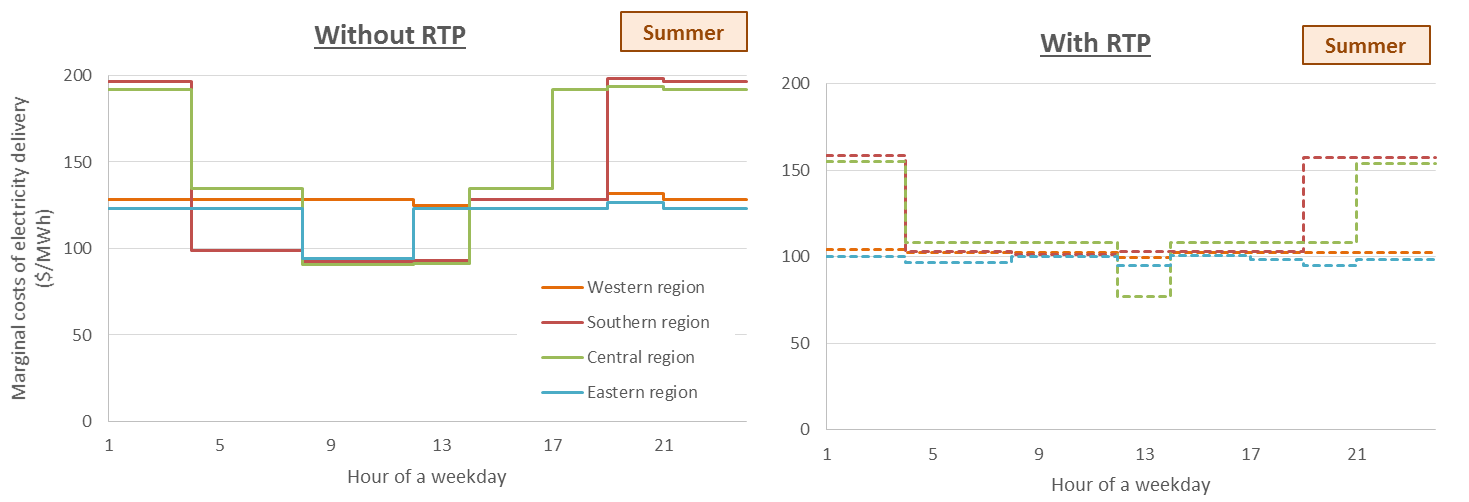 Without RTP
Summer
Marginal costs of electricity delivery
($/MWh)
200
150
100
50
0
1 5 9 13 17 21
Hour of a weekday
Western region
Southern region
Central region
Eastern region
With RTP
Summer
200
150
100
50
0
1 5 9 13 17 21
Hour of a weekday